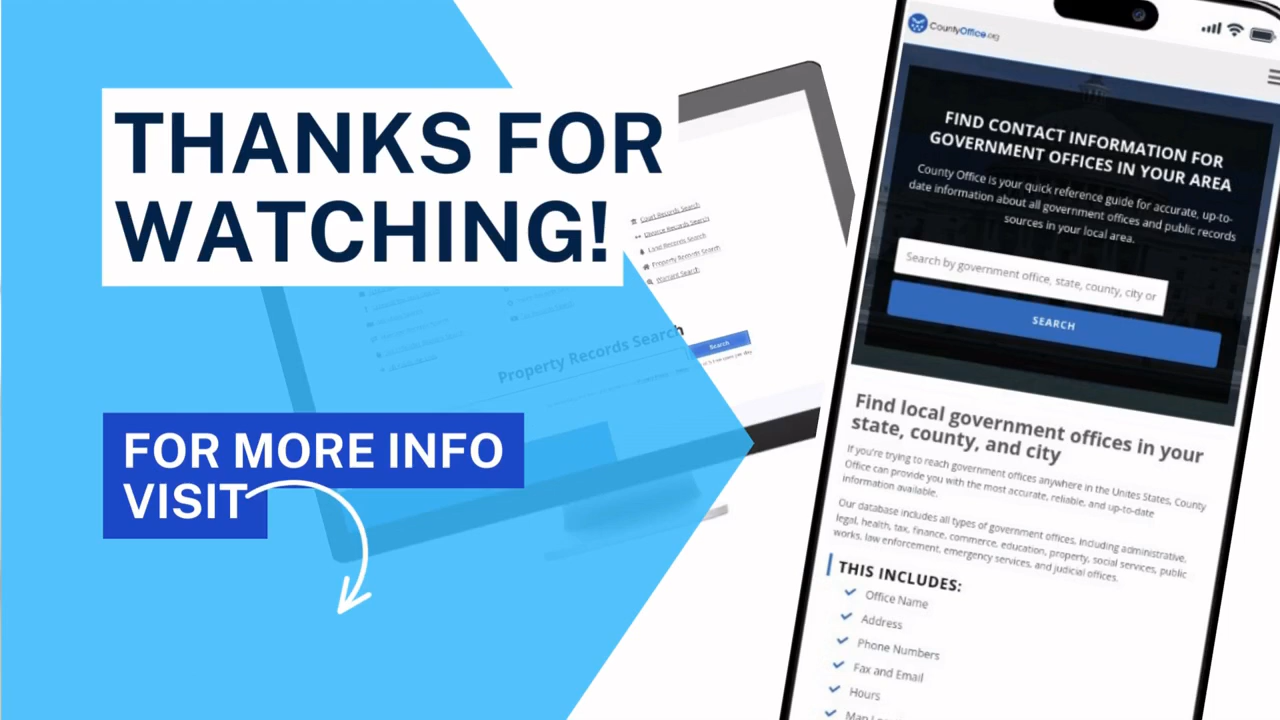 THANKS FOR
WATCHING!
FOR MORE INFO
VISIT
Court Records Search
Divorce Records Search
Land Records Search
Property Records Search
Warrant Search
Property Records Search
Search
CountyOffice.org
FIND CONTACT INFORMATION FOR
GOVERNMENT OFFICES IN YOUR AREA
County Office is your quick reference guide for accurate, up-to-
date information about all government offices and public records
sources in your local area.
Search by government office, state, county, city or
SEARCH
Find local government offices in your
state, county, and city
If you're trying to reach government offices anywhere in the Unites States, County
Office can provide you with the most accurate, reliable, and up-to-date
information available.
Our database includes all types of government offices, including administrative,
legal, health, tax, finance, commerce, education, property, social services, public
works, law enforcement, emergency services, and judicial offices.
THIS INCLUDES:
Office Name
Address
Phone Numbers
Fax and Email
Hours
Map